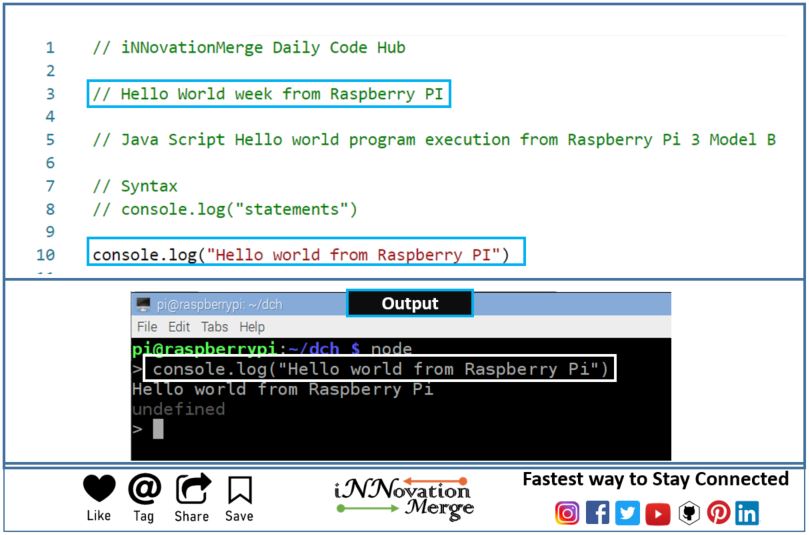 1 // iNNovationMerge Daily Code Hub
2
3 // Hello World week from Raspberry PI
4
5 // Java Script Hello world program execution from Raspberry Pi 3 Model B
6
7 // Syntax
8 // console.log("statements")
9
10 console.log("Hello world from Raspberry PI")
pi@raspberrypi: ~/dch
Output
File Edit Tabs Help
pi@raspberrypi:~/dch $ node
> console.log("Hello world from Raspberry Pi")
Hello world from Raspberry Pi
undefined
>
Like Tag Share Save
iNNovation
Merge
Fastest way to Stay Connected